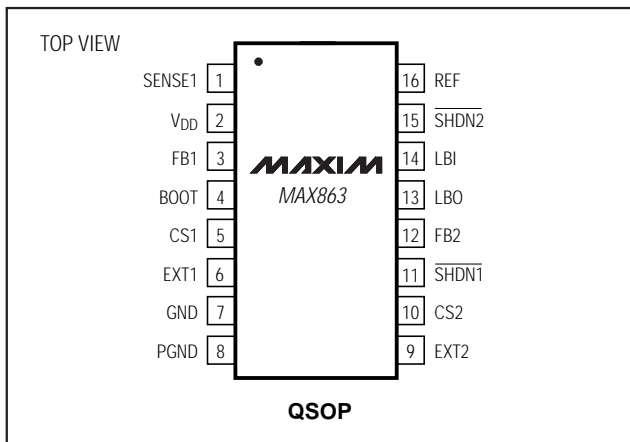 TOP VIEW
SENSE1 1
VDD 2
FB1 3
BOOT 4
CS1 5
EXT1 6
GND 7
PGND 8
MAXIM
MAX863
16 REF
15 SHDN2
14 LBI
13 LBO
12 FB2
11 SHDN1
10 CS2
9 EXT2
QSOP